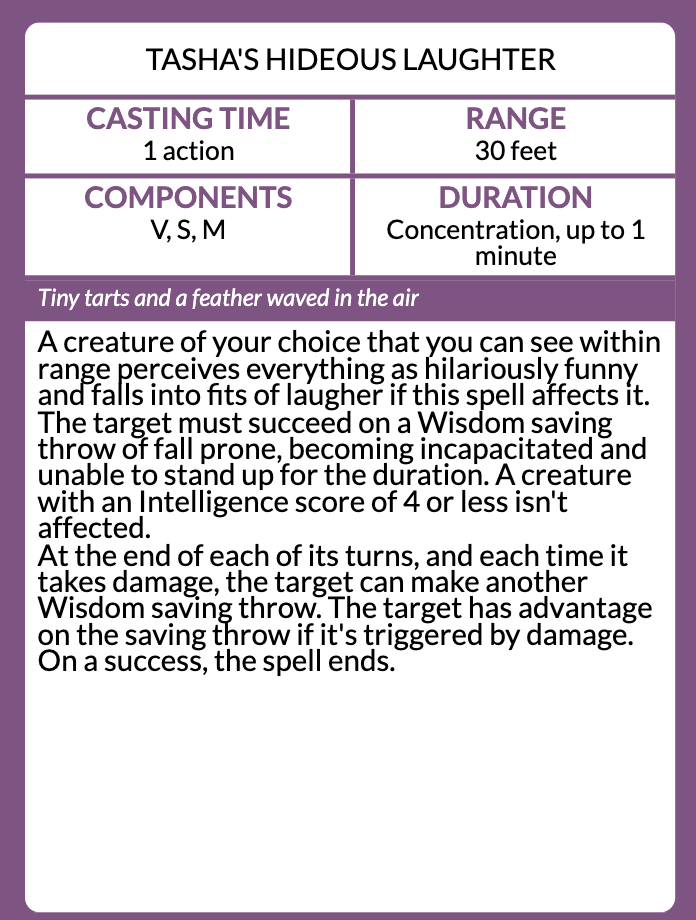 TASHA'S HIDEOUS LAUGHTER
CASTING TIME
1 action
RANGE
30 feet
COMPONENTS
V, S, M
DURATION
Concentration, up to 1
minute
Tiny tarts and a feather waved in the air
A creature of your choice that you can see within
range perceives everything as hilariously funny
and falls into fits of laugher if this spell affects it.
The target must succeed on a Wisdom saving
throw of fall prone, becoming incapacitated and
unable to stand up for the duration. A creature
with an Intelligence score of 4 or less isn't
affected.
At the end of each of its turns, and each time it
takes damage, the target can make another
Wisdom saving throw. The target has advantage
on the saving throw if it's triggered by damage.
On a success, the spell ends.